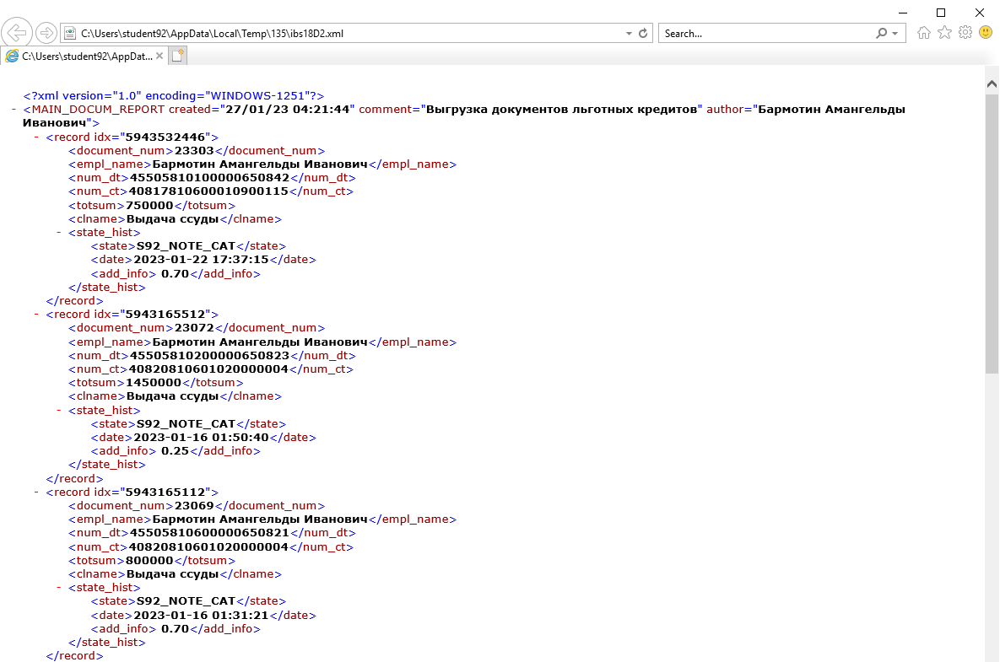 C:\Users\student92\AppData\Local\Temp\135\ibs18D2.xml
Search...
C:\Users\student92\AppDat...
<?xml version="1.0" encoding="WINDOWS-1251"?>
- <MAIN_DOCUM_REPORT created="27/01/23 04:21:44" comment="Выгрузка документов льготных кредитов" author="Бармотин Амангельды
Иванович">
- <record idx="5943532446">
<document_num>23303</document_num>
<empl_name>Бармотин Амангельды Иванович</empl_name>
<num_dt>45505810100000650842</num_dt>
<num_ct>40817810600010900115</num_ct>
<totsum>750000</totsum>
<clname>Выдача ссуды</clname>
- <state_hist>
<state>S92_NOTE_CAT</state>
<date>2023-01-22 17:37:15</date>
<add_info> 0.70</add_info>
</state_hist>
</record>
- <record idx="5943165512">
<document_num>23072</document_num>
<empl_name>Бармотин Амангельды Иванович</empl_name>
<num_dt>45505810200000650823</num_dt>
<num_ct>40820810601020000004</num_ct>
<totsum>1450000</totsum>
<clname>Выдача ссуды</clname>
- <state_hist>
<state>S92_NOTE_CAT</state>
<date>2023-01-16 01:50:40</date>
<add_info> 0.25</add_info>
</state_hist>
</record>
- <record idx="5943165112">
<document_num>23069</document_num>
<empl_name>Бармотин Амангельды Иванович</empl_name>
<num_dt>45505810600000650821</num_dt>
<num_ct>40820810601020000004</num_ct>
<totsum>800000</totsum>
<clname>Выдача ссуды</clname>
- <state_hist>
<state>S92_NOTE_CAT</state>
<date>2023-01-16 01:31:21</date>
<add_info> 0.70</add_info>
</state_hist>
</record>